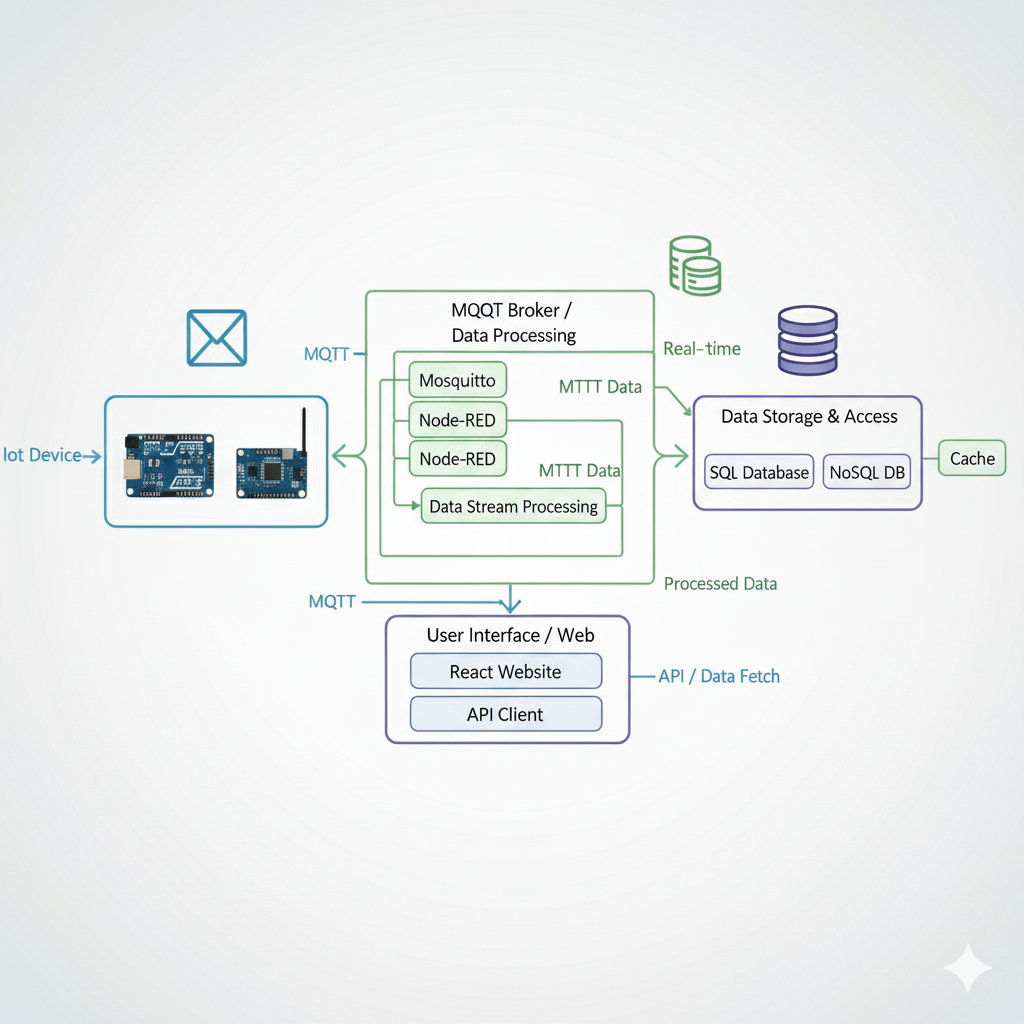 MQQT Broker /
Data Processing
MQTT
Real-time
Mosquitto
MTTT Data
Node-RED
Data Storage & Access
Iot Device
Node-RED
MTTT Data
SQL Database
NoSQL DB
Cache
Data Stream Processing
Processed Data
MQTT
User Interface / Web
React Website
API / Data Fetch
API Client